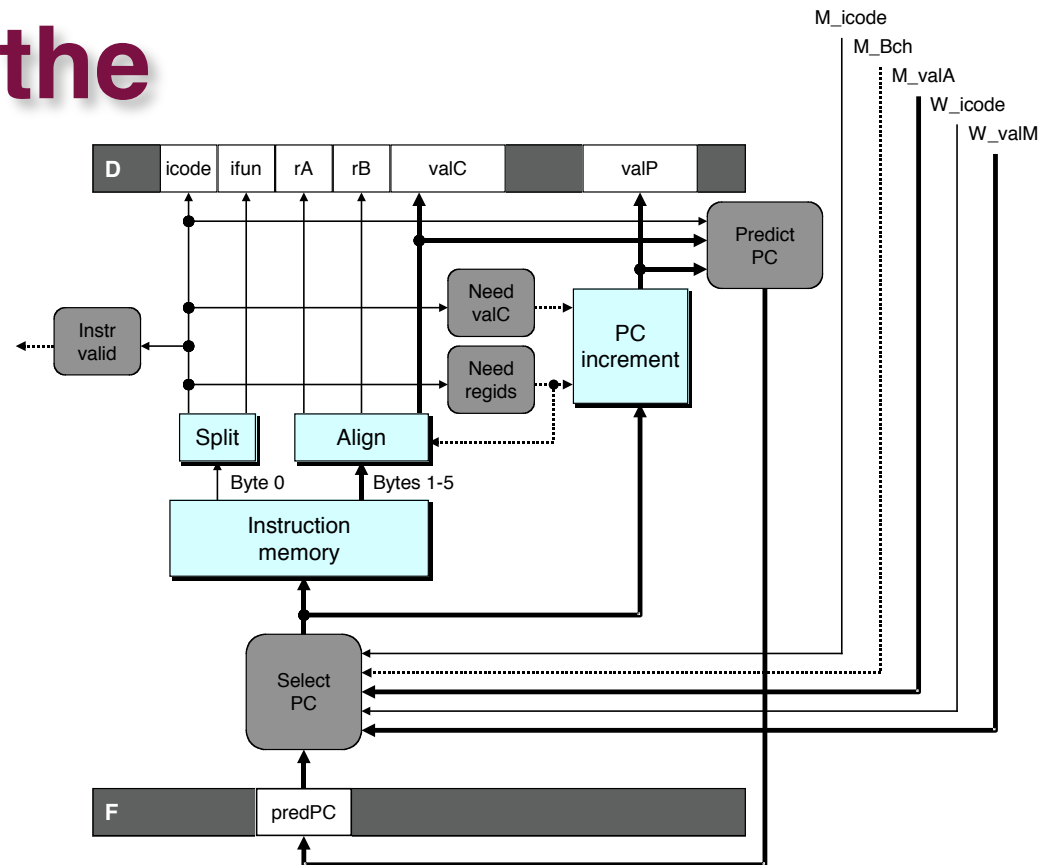 the
M_icode
M_Bch
M_valA
W_icode
W_valM
D
icode
ifun
rA
rB
valC
valP
Predict
PC
Need
valC
Instr
valid
PC
increment
Need
regids
Split
Align
Byte 0
Bytes 1-5
Instruction
memory
Select
PC
F
predPC